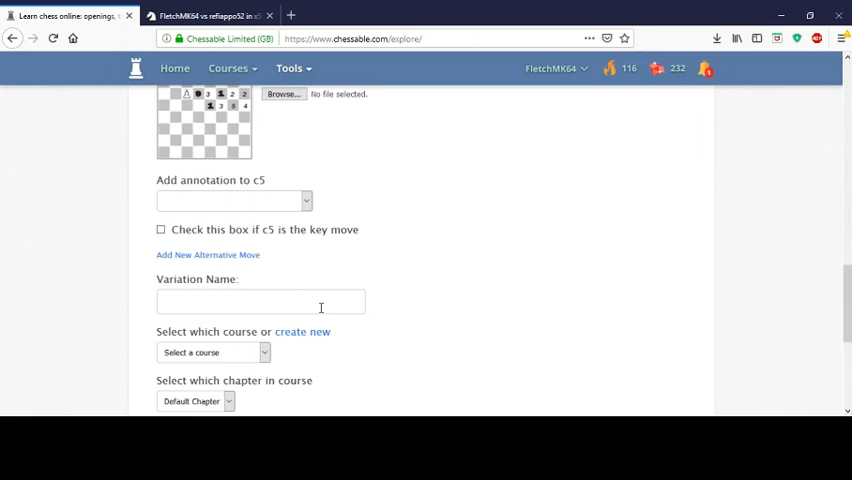 Learn chess online: openings, t
FletchMK64 vs refiappo52 in x5
Chessable Limited (GB)
https://www.chessable.com/explore/
Home
Courses
Tools
FletchMK64
116
232
1
Browse...
No file selected.
Add annotation to c5
Check this box if c5 is the key move
Add New Alternative Move
Variation Name:
Select which course or create new
Select a course
Select which chapter in course
Default Chapter